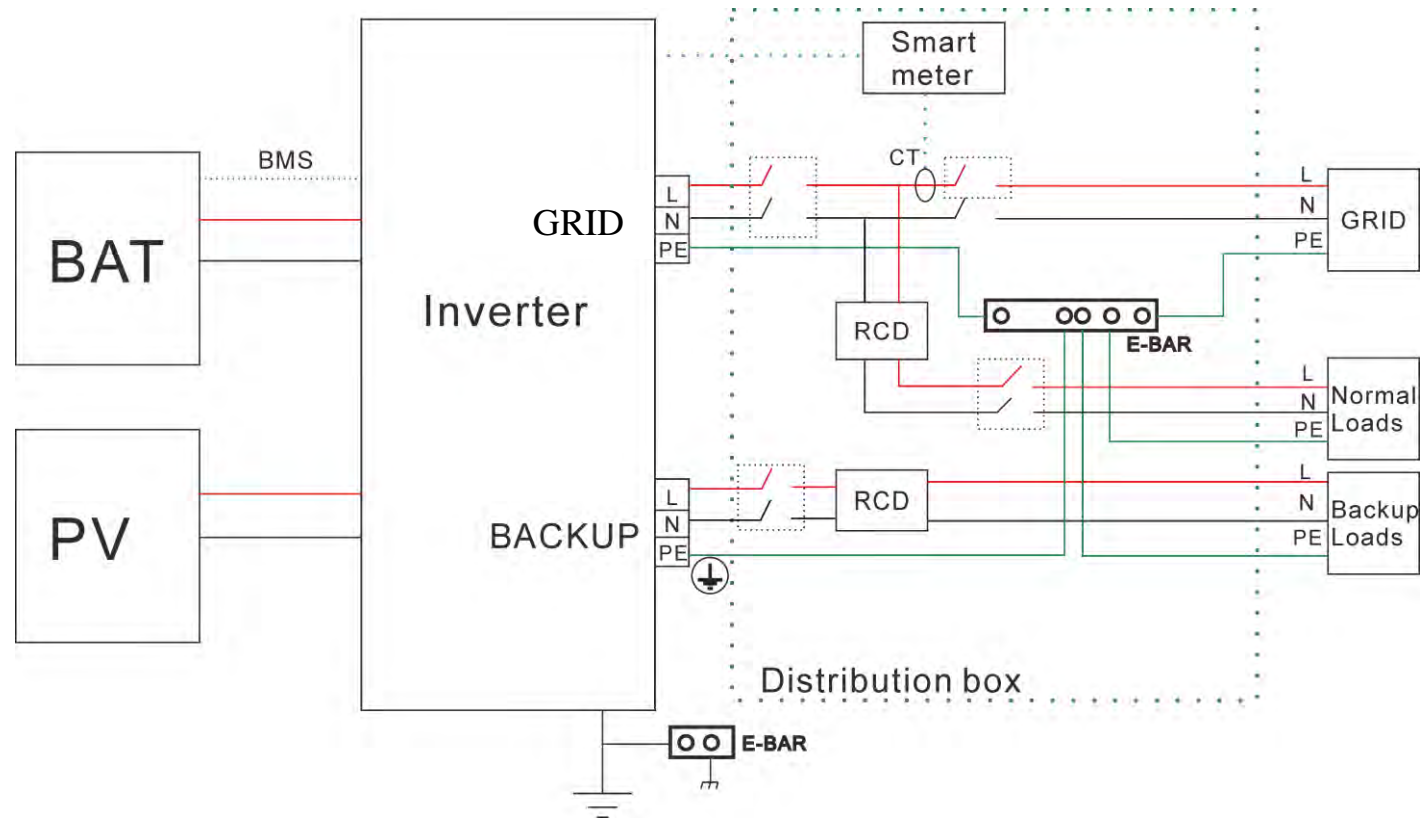 Smart
meter
BMS
CT
BAT
GRID
L
N
PE
L
N
PE
GRID
Inverter
RCD
E-BAR
L
N
PE
Normal
Loads
PV
BACKUP
L
N
PE
RCD
L
N
PE
Backup
Loads
Distribution box
E-BAR